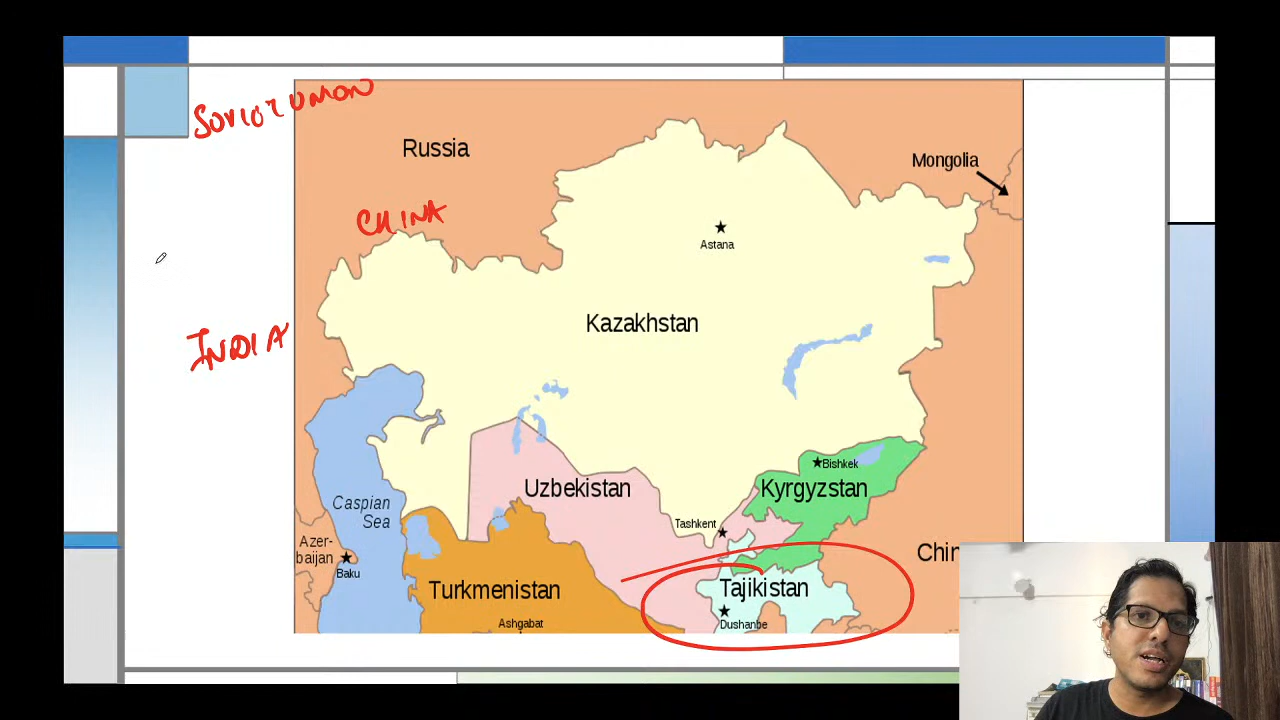 SOVIET UNION
Russia
Mongolia
CHINA
Astana
INDIA
Kazakhstan
Bishkek
Uzbekistan
Kyrgyzstan
Caspian
Sea
Tashkent
Azer-
baijan
Baku
Chin
Turkmenistan
Tajikistan
Ashgabat
Dushanbe